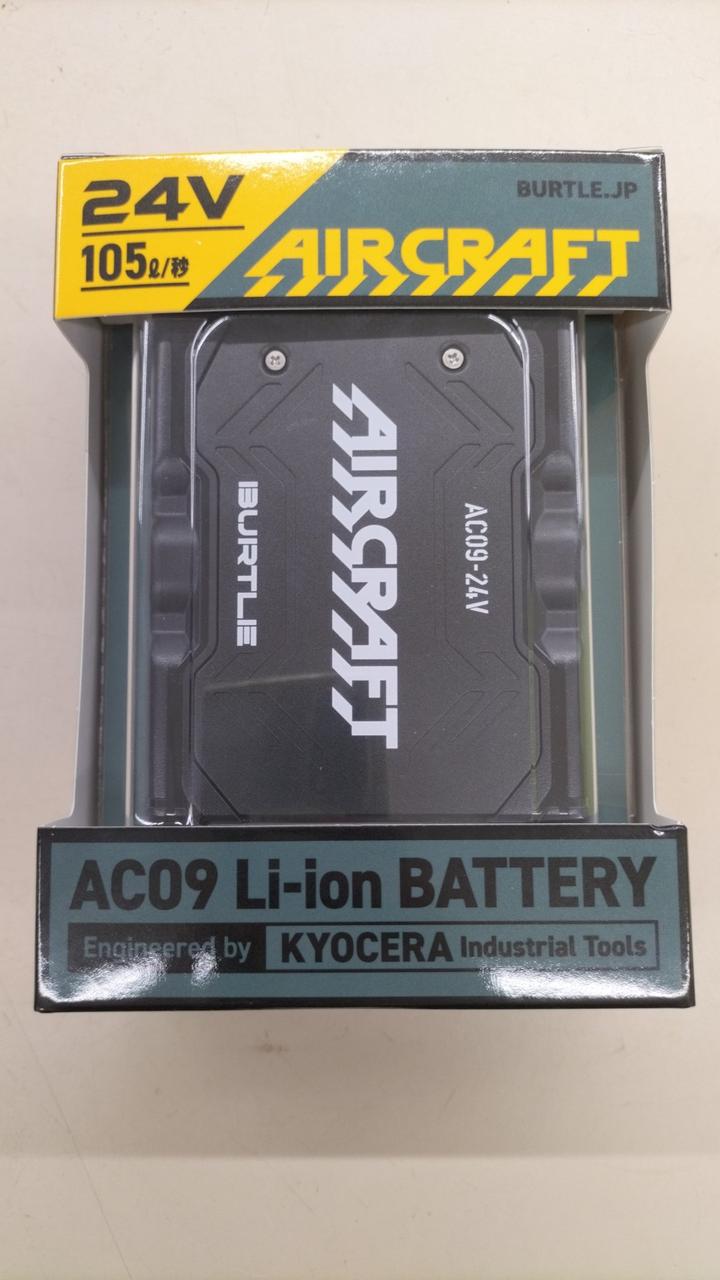 24V
BURTLE.JP
105ℓ/秒
AIRCRAFT
AC09-24V
AIRCRAFT
BURTLE
AC09 Li-ion BATTERY
Engineered by KYOCERA Industrial Tools